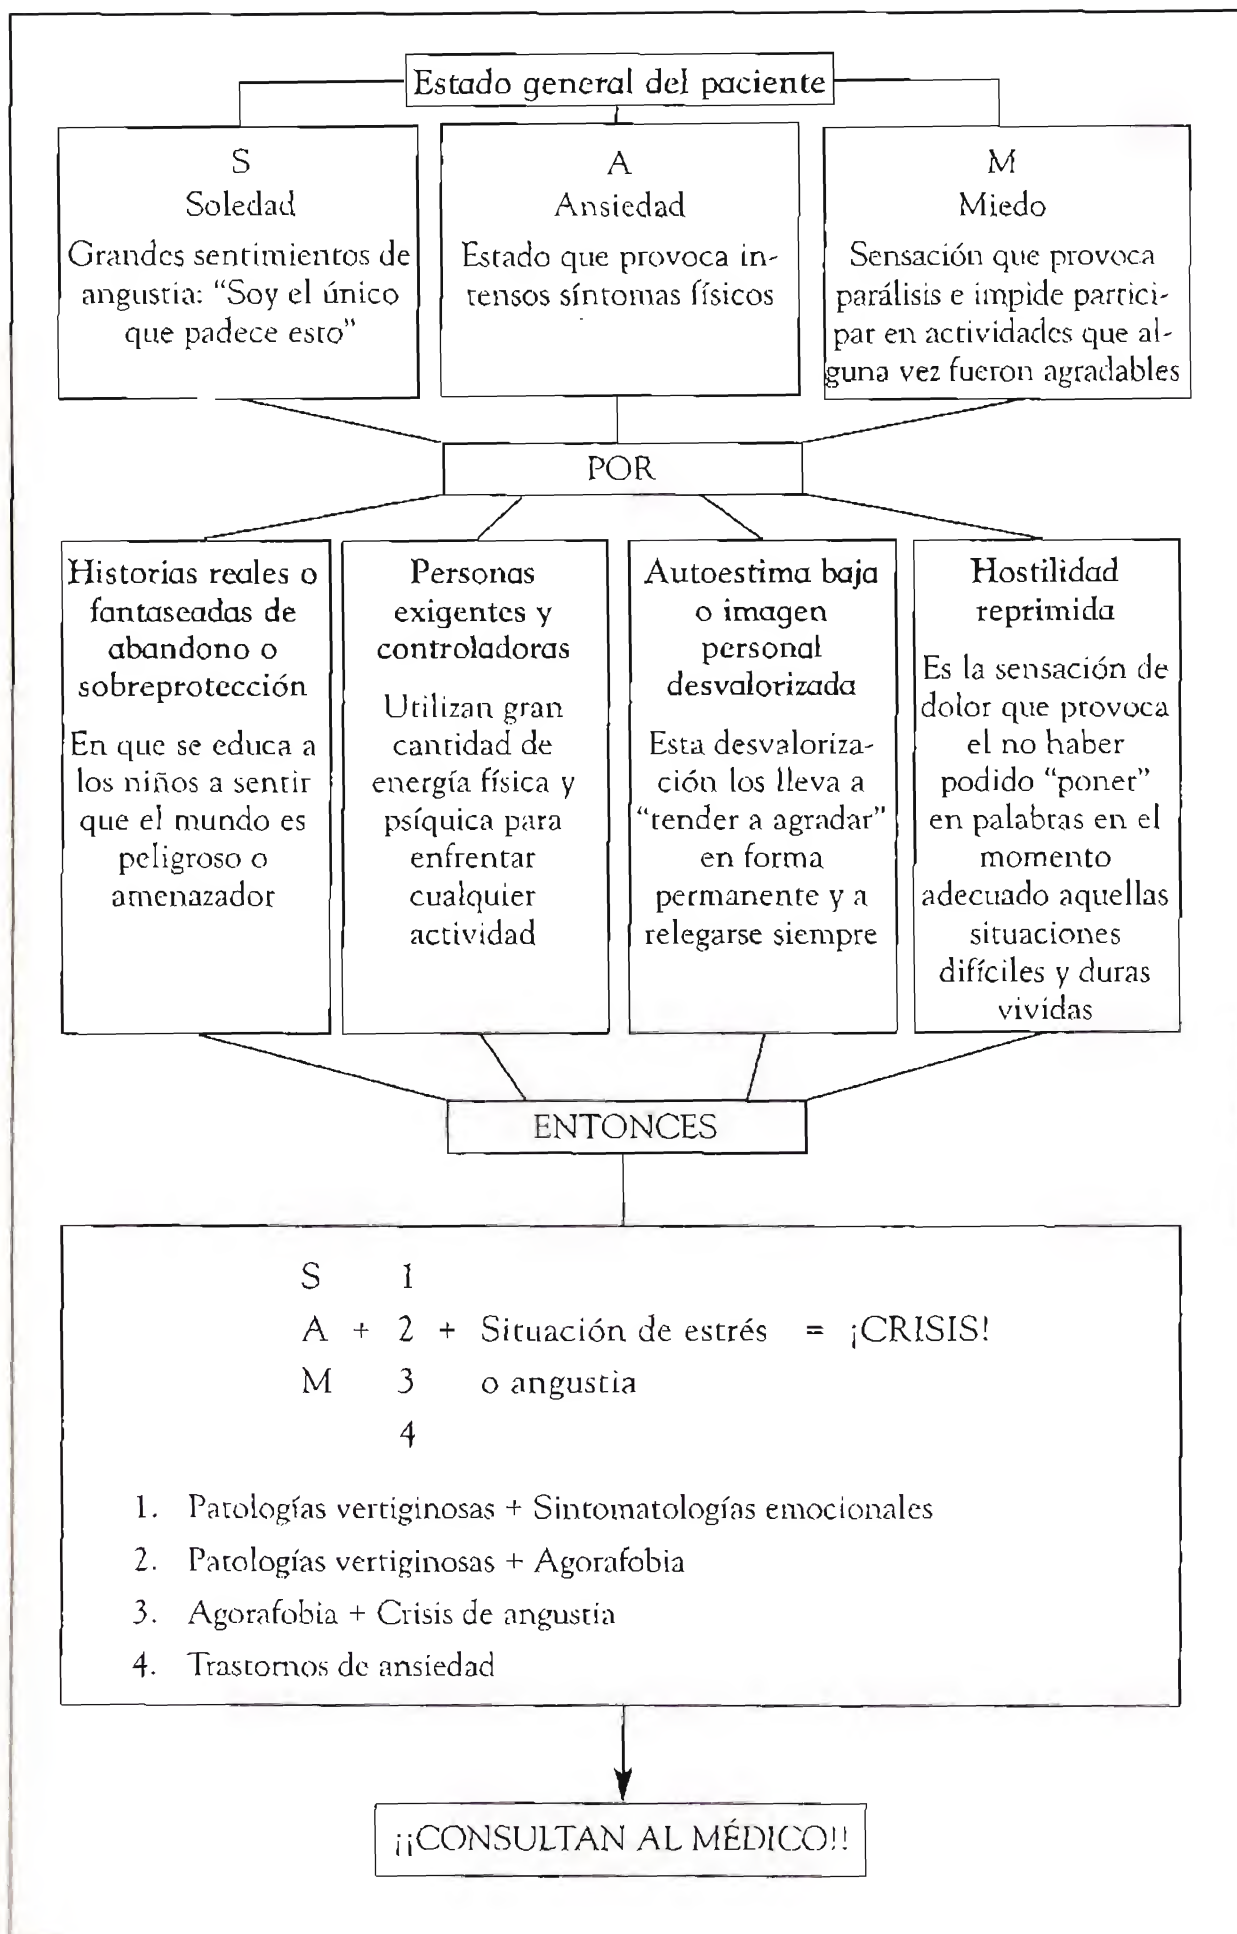 Estado general del paciente
S
Soledad
Grandes sentimientos de
angustia: “Soy el único
que padece esto”
A
Ansiedad
Estado que provoca in-
tensos síntomas físicos
M
Miedo
Sensación que provoca
parálisis e impide partici-
par en actividades que al-
guna vez fueron agradables
POR
Historias reales o
fantaseadas de
abandono o
sobreprotección
En que se educa a
los niños a sentir
que el mundo es
peligroso o
amenazador
Personas
exigentes y
controladoras
Utilizan gran
cantidad de
energía física y
psíquica para
enfrentar
cualquier
actividad
Autoestima baja
o imagen
personal
desvalorizada
Esta desvaloriza-
ción los lleva a
“tender a agradar”
en forma
permanente y a
relegarse siempre
Hostilidad
reprimida
Es la sensación de
dolor que provoca
el no haber
podido “poner”
en palabras en el
momento
adecuado aquellas
situaciones
difíciles y duras
vividas
ENTONCES
S 1
A + 2 + Situación de estrés = ¡CRISIS!
M 3 o angustia
4
1. Patologías vertiginosas + Sintomatologías emocionales
2. Patologías vertiginosas + Agorafobia
3. Agorafobia + Crisis de angustia
4. Trastornos de ansiedad
¡¡CONSULTAN AL MÉDICO!!